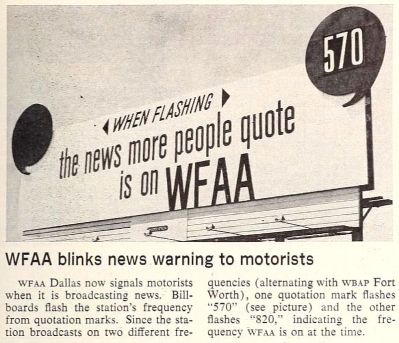 570
WHEN FLASHING
the news more people quote
is on WFAA
WFAA blinks news warning to motorists
WFAA Dallas now signals motorists
when it is broadcasting news. Bill-
boards flash the station's frequency
from quotation marks. Since the sta-
tion broadcasts on two different fre-
quencies (alternating with WBAP Fort
Worth), one quotation mark flashes
"570" (see picture) and the other
flashes "820," indicating the fre-
quency WFAA is on at the time.